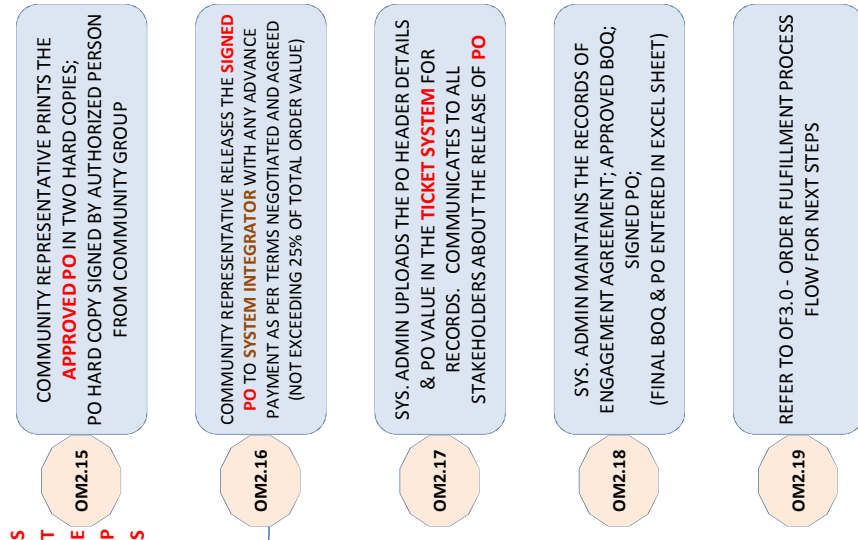 S
T
E
P
S
OM2.15
COMMUNITY REPRESENTATIVE PRINTS THE
APPROVED PO IN TWO HARD COPIES;
PO HARD COPY SIGNED BY AUTHORIZED PERSON
FROM COMMUNITY GROUP
OM2.16
COMMUNITY REPRESENTATIVE RELEASES THE SIGNED
PO TO SYSTEM INTEGRATOR WITH ANY ADVANCE
PAYMENT AS PER TERMS NEGOTIATED AND AGREED
(NOT EXCEEDING 25% OF TOTAL ORDER VALUE)
OM2.17
SYS. ADMIN UPLOADS THE PO HEADER DETAILS
& PO VALUE IN THE TICKET SYSTEM FOR
RECORDS. COMMUNICATES TO ALL
STAKEHOLDERS ABOUT THE RELEASE OF PO
OM2.18
SYS. ADMIN MAINTAINS THE RECORDS OF
ENGAGEMENT AGREEMENT; APPROVED BOQ;
SIGNED PO;
(FINAL BOQ & PO ENTERED IN EXCEL SHEET)
OM2.19
REFER TO OF3.0 - ORDER FULFILLMENT PROCESS
FLOW FOR NEXT STEPS